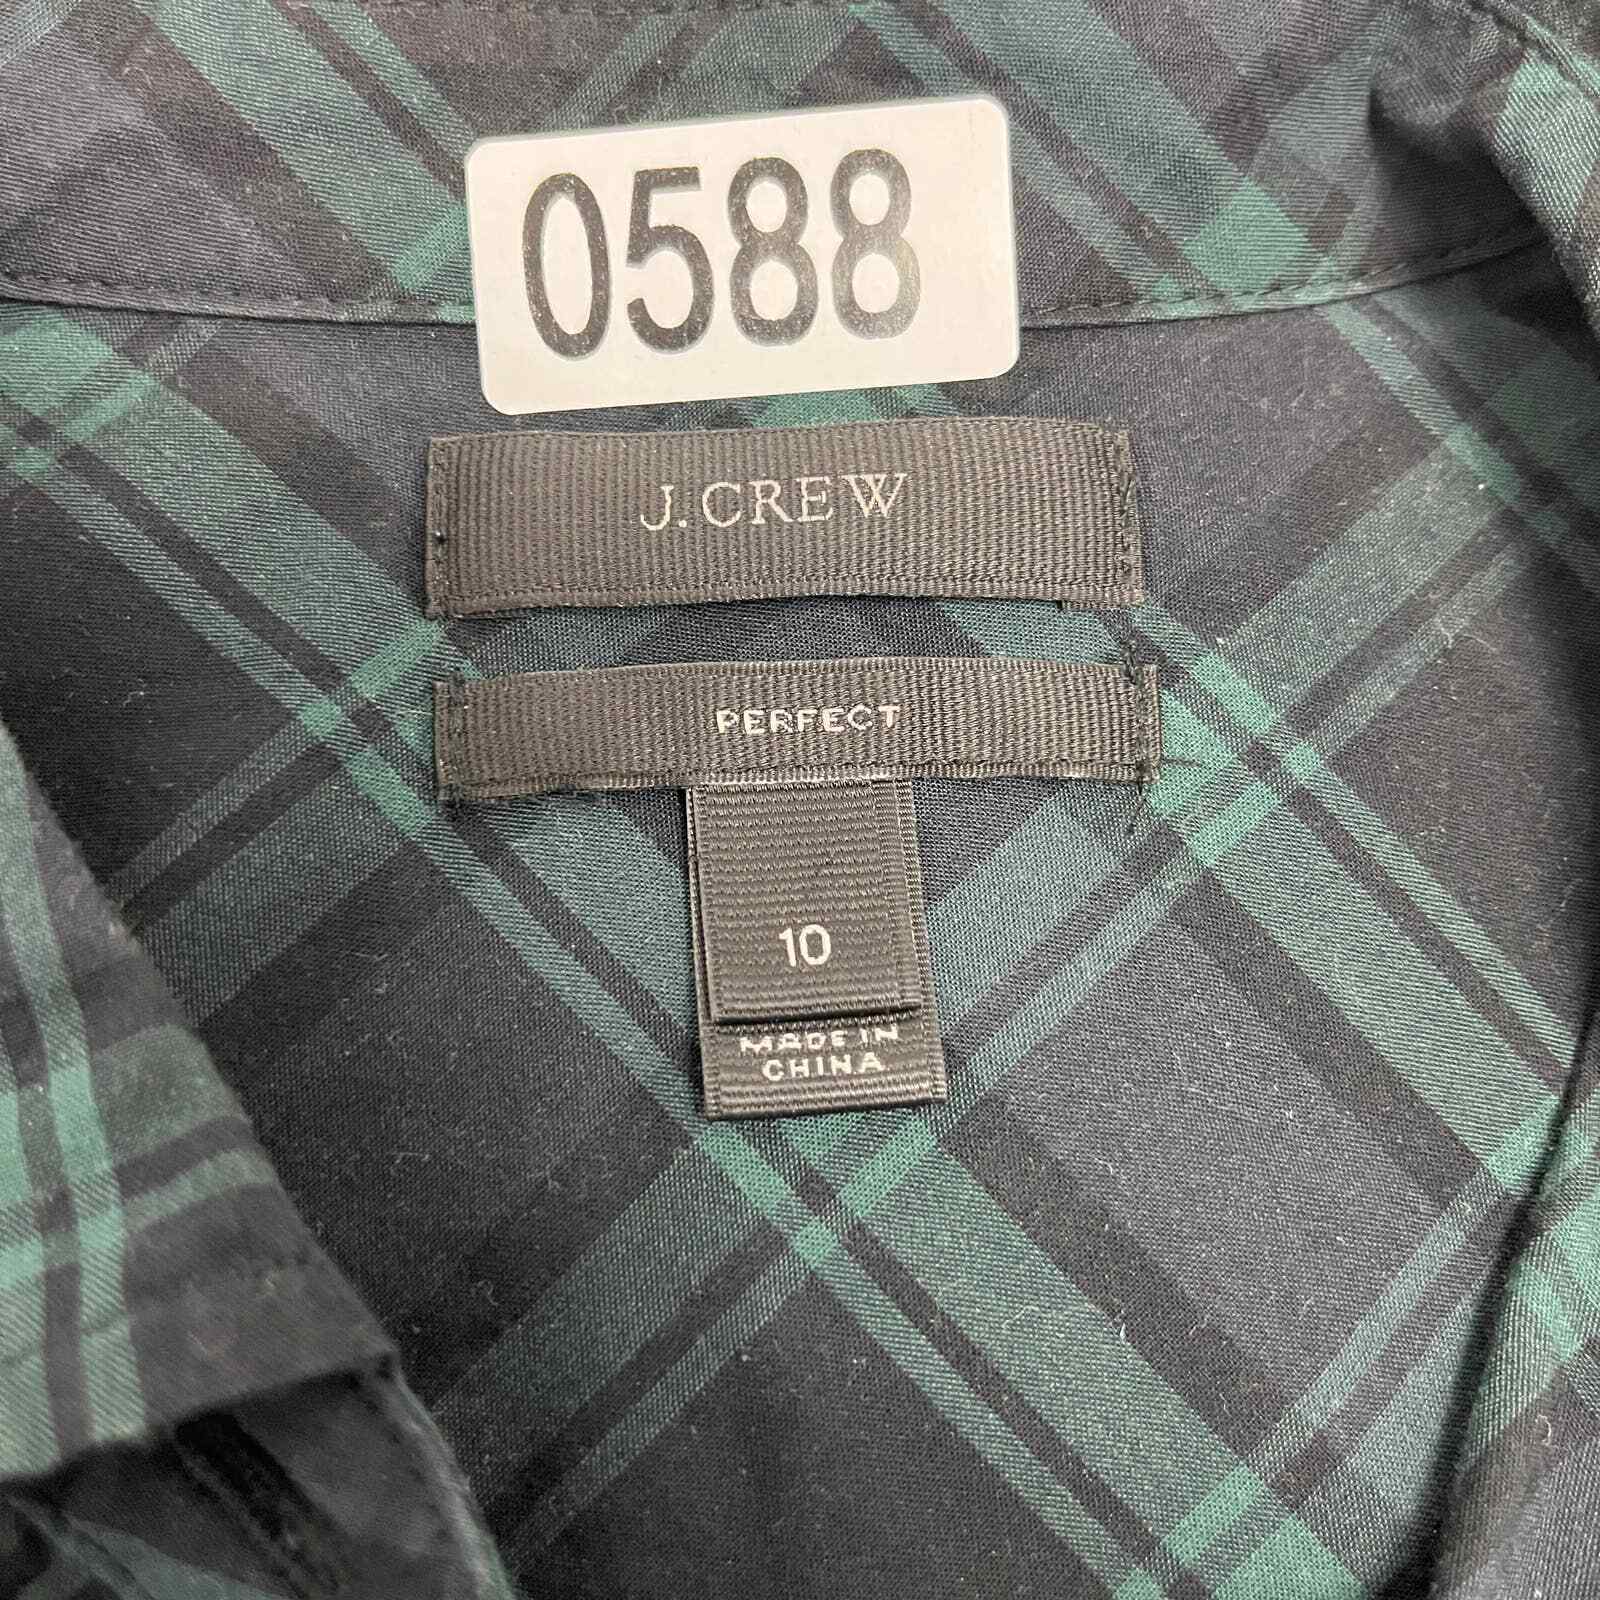 0588
J.CREW
PERFECT
10
MADE IN
CHINA